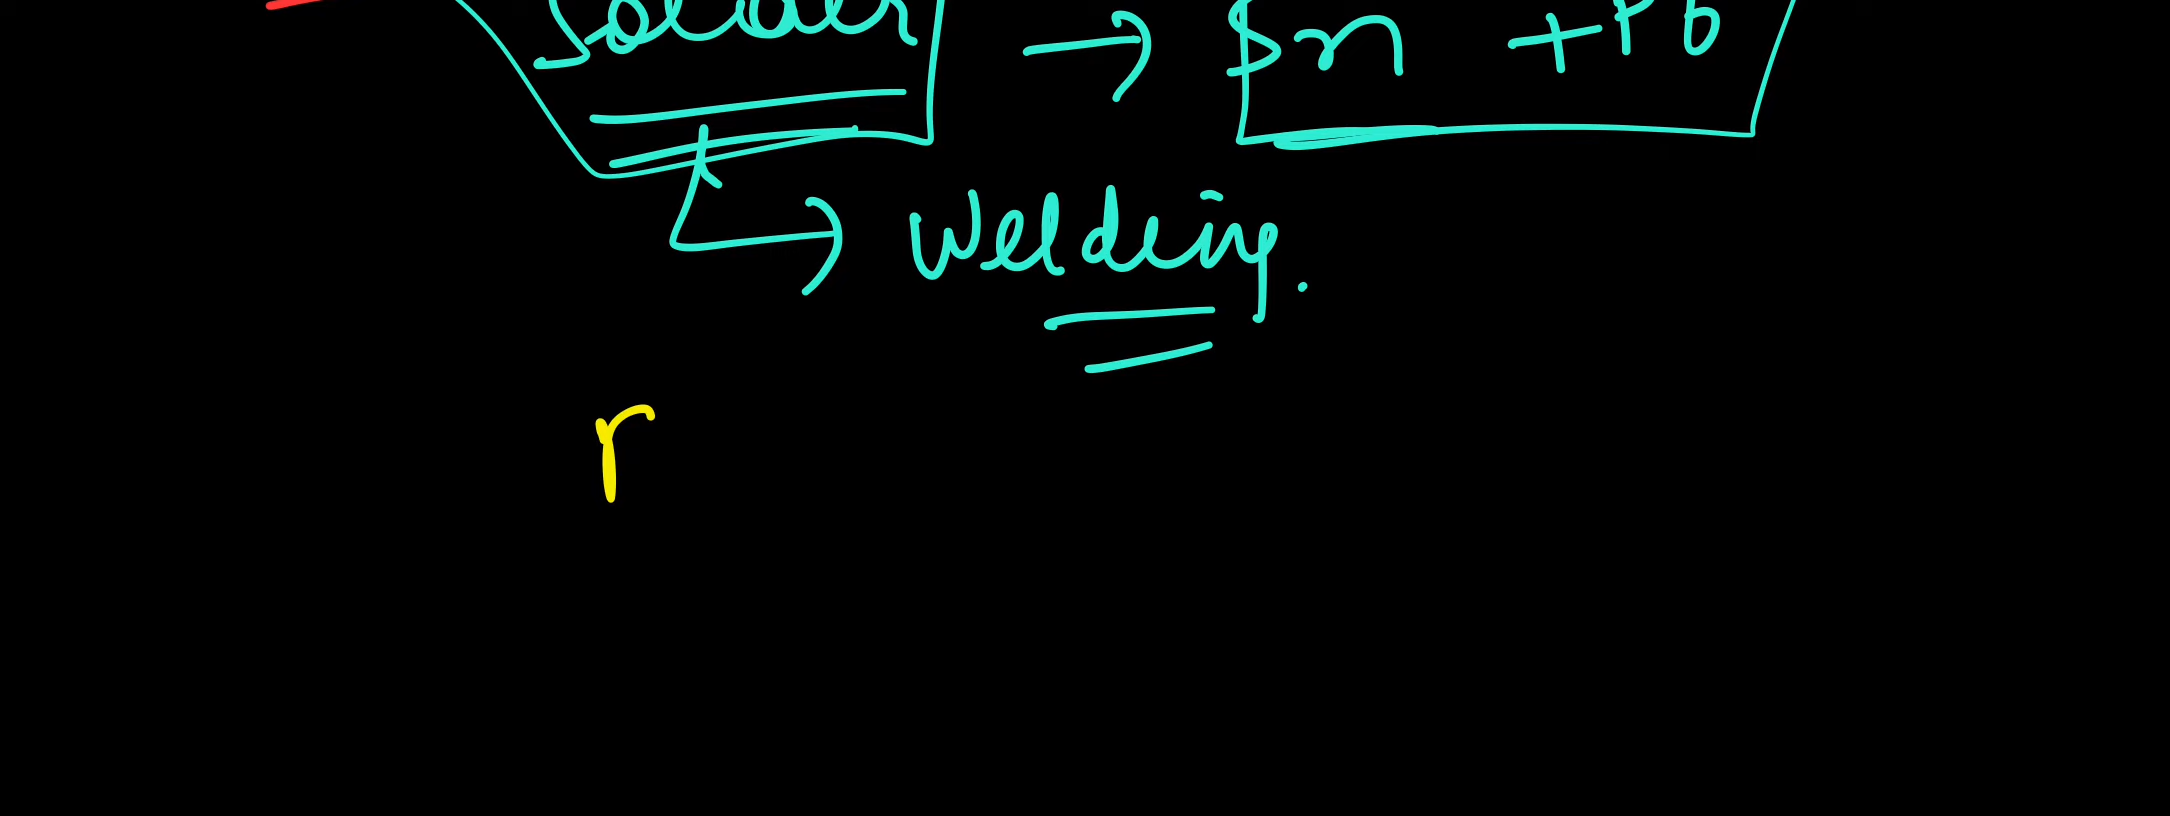 Solder → Sn + Pb
→ welding.
r